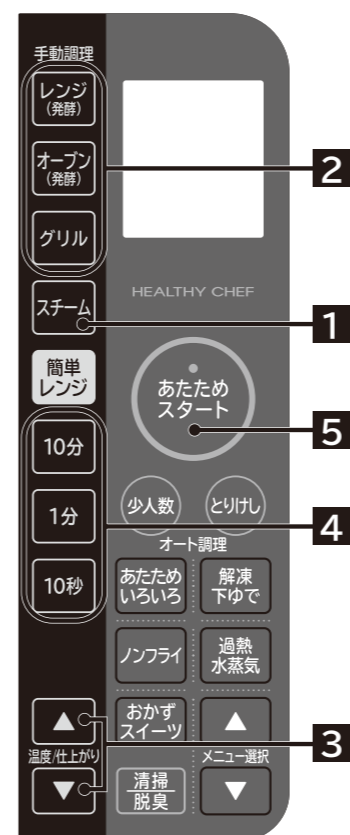 手動調理
レンジ
(発酵)
オーブン
(発酵)
2
グリル
HEALTHY CHEF
スチーム
1
簡単
レンジ
あたため
スタート
5
10分
少人数
とりけし
1分
4
オート調理
10秒
あたため
いろいろ
解凍
下ゆで
ノンフライ
過熱
水蒸気
おかず
スイーツ
▲
▲
3
温度/仕上がり
メニュー選択
▼
清掃
脱臭
▼